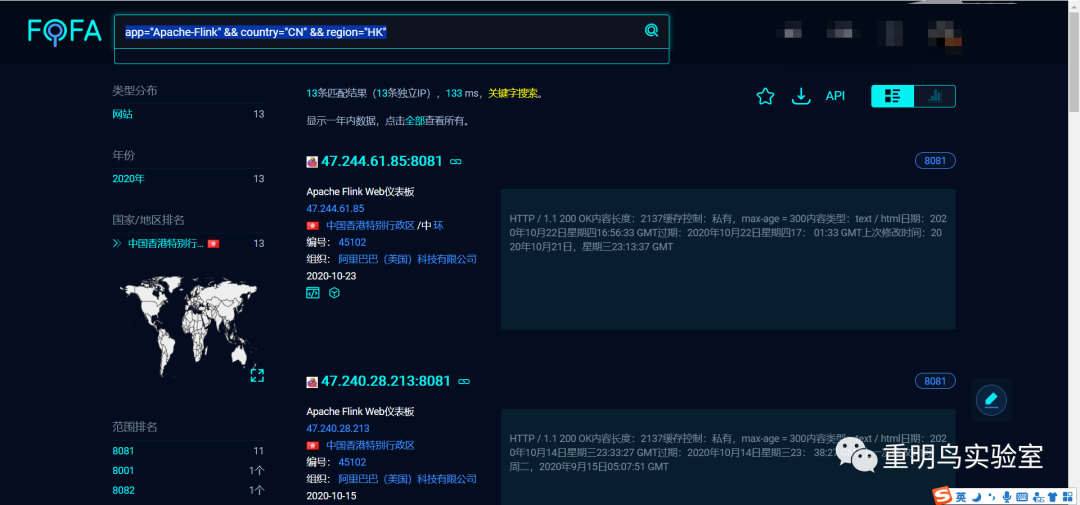 FOFA
app="Apache-Flink" && country="CN" && region="HK"
类型分布
网站 13
年份
2020年 13
国家/地区排名
中国香港特别行... 13
范围排名
8081 11
8001 1个
8082 1个
13条匹配结果（13条独立IP），133 ms，关键字搜索。
API
显示一年内数据，点击全部查看所有。
47.244.61.85:8081
8081
Apache Flink Web仪表板
47.244.61.85
中国香港特别行政区 /中 环
编号： 45102
组织： 阿里巴巴（美国）科技有限公司
2020-10-23
HTTP / 1.1 200 OK内容长度：2137缓存控制：私有，max-age = 300内容类型：text / html日期：202
0年10月22日星期四16:56:33 GMT过期：2020年10月22日星期四17： 01:33 GMT上次修改时间：20
20年10月21日，星期三23:13:37 GMT
47.240.28.213:8081
8081
Apache Flink Web仪表板
47.240.28.213
中国香港特别行政区
编号： 45102
组织： 阿里巴巴（美国）科技有限公司
2020-10-15
HTTP / 1.1 200 OK内容长度：2137缓存控制：私有，max-age = 300内容类型：text / html日期：202
0年10月14日星期三23:33:27 GMT过期：2020年10月14日星期三23： 38:27
周二，2020年9月15日05:07:51 GMT
重明鸟实验室
英